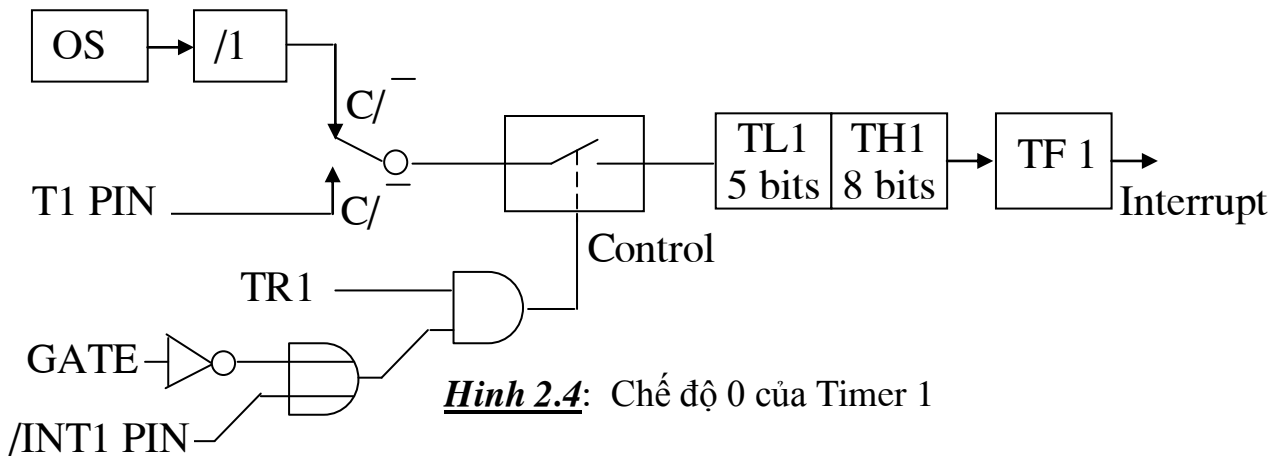 OS
/1
C/
T1 PIN
C/
TL1
5 bits
TH1
8 bits
TF 1
Interrupt
Control
TR1
GATE
/INT1 PIN
Hinh 2.4: Chế độ 0 của Timer 1